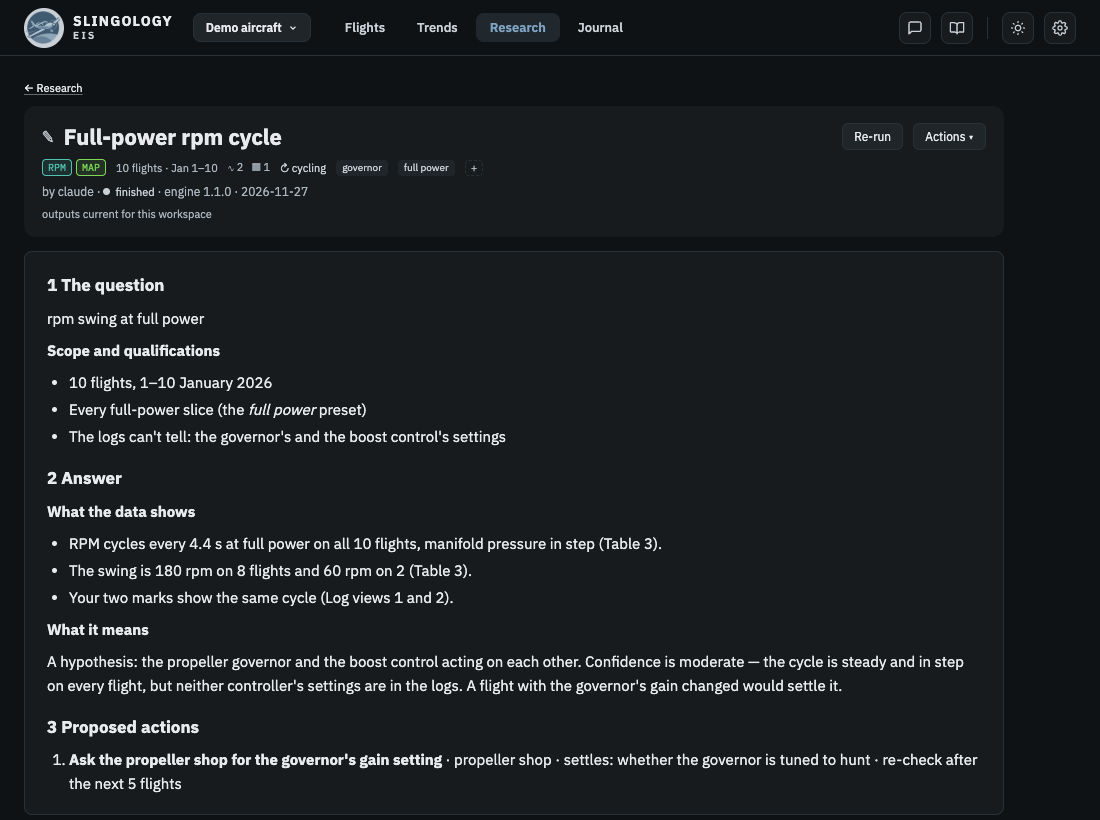 SLINGOLOGY
EIS
Demo aircraft
Flights
Trends
Research
Journal
← Research
✎ Full-power rpm cycle
Re-run
Actions ▾
RPM MAP 10 flights · Jan 1–10 ∿ 2 ▦ 1 ↻ cycling governor full power +
by claude · ● finished · engine 1.1.0 · 2026-11-27
outputs current for this workspace
1 The question
rpm swing at full power
Scope and qualifications
• 10 flights, 1–10 January 2026
• Every full-power slice (the full power preset)
• The logs can't tell: the governor's and the boost control's settings
2 Answer
What the data shows
• RPM cycles every 4.4 s at full power on all 10 flights, manifold pressure in step (Table 3).
• The swing is 180 rpm on 8 flights and 60 rpm on 2 (Table 3).
• Your two marks show the same cycle (Log views 1 and 2).
What it means
A hypothesis: the propeller governor and the boost control acting on each other. Confidence is moderate — the cycle is steady and in step
on every flight, but neither controller's settings are in the logs. A flight with the governor's gain changed would settle it.
3 Proposed actions
1. Ask the propeller shop for the governor's gain setting · propeller shop · settles: whether the governor is tuned to hunt · re-check after
the next 5 flights